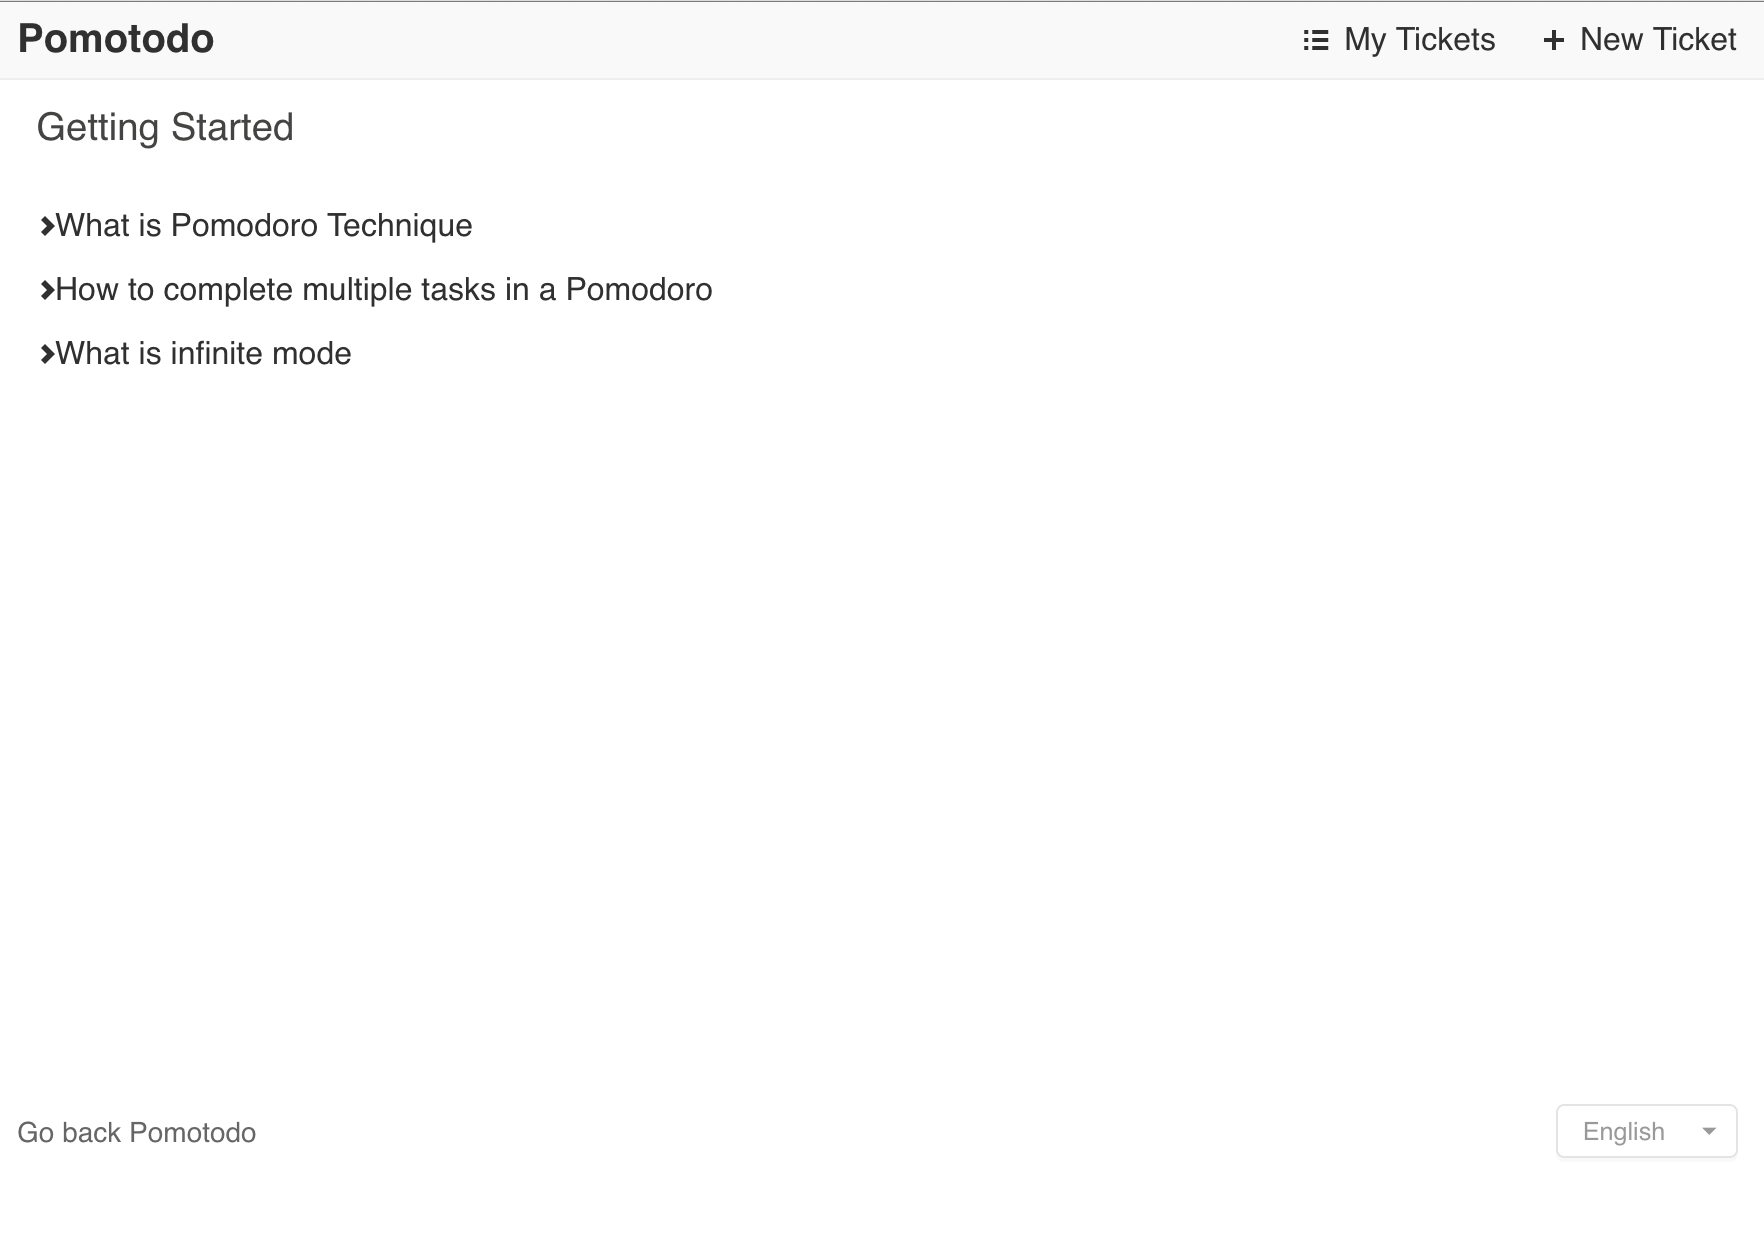 Pomotodo
My Tickets
New Ticket
Getting Started
What is Pomodoro Technique
How to complete multiple tasks in a Pomodoro
What is infinite mode
Go back Pomotodo
English